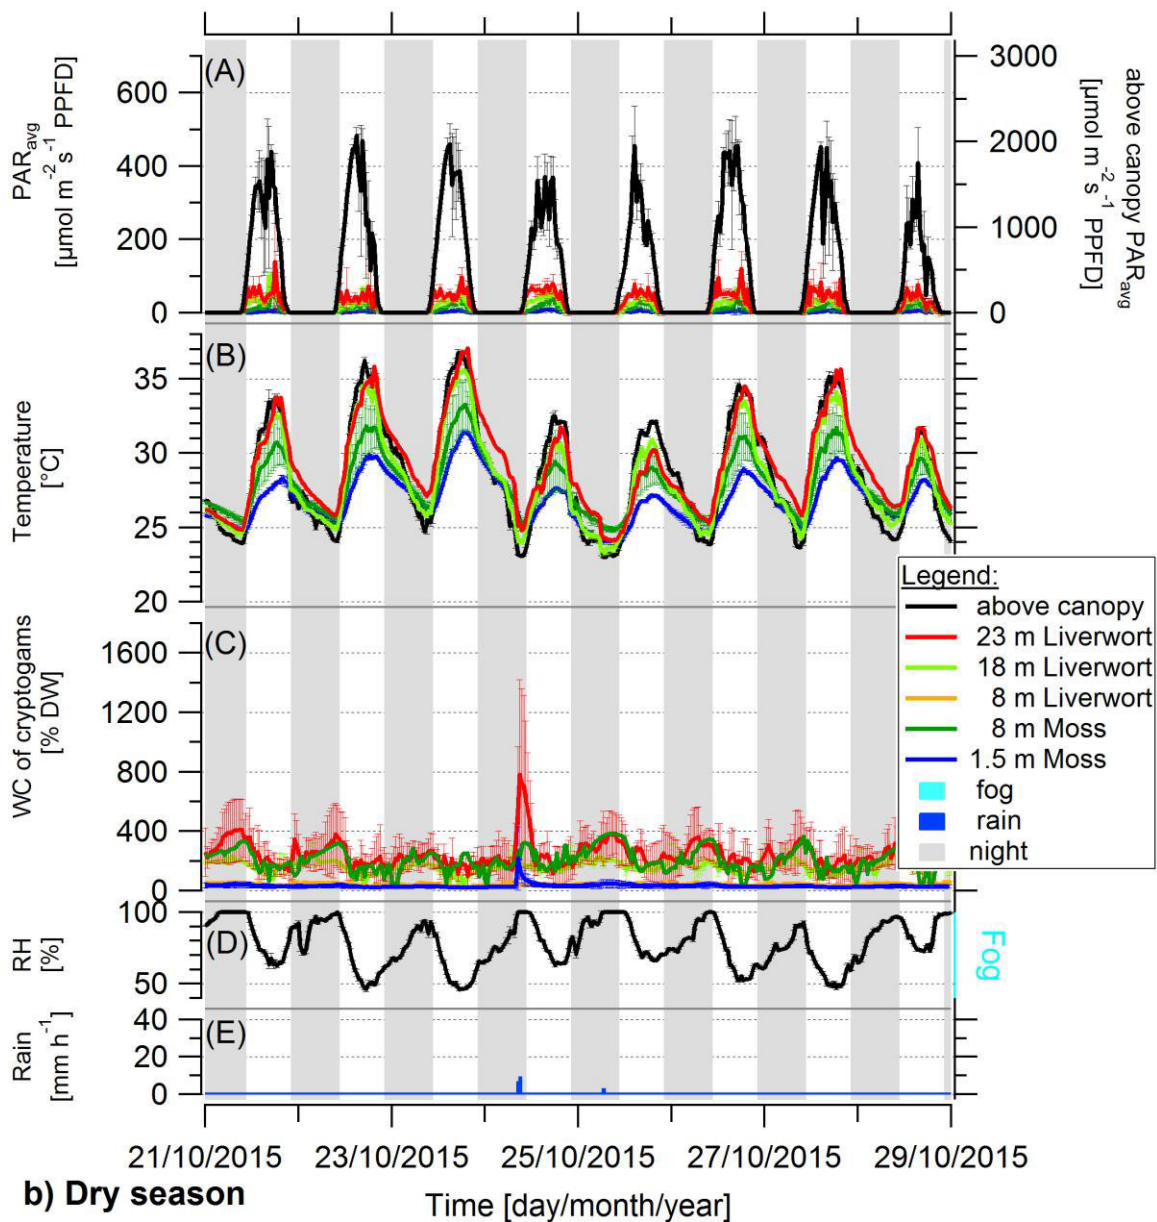 (A)
600
400
200
0
PARavg
[µmol m-2 s-1 PPFD]
3000
2000
1000
0
above canopy PARavg
[µmol m-2 s-1 PPFD]
(B)
35
30
25
20
Temperature
[°C]
Legend:
above canopy
23 m Liverwort
18 m Liverwort
8 m Liverwort
8 m Moss
1.5 m Moss
fog
rain
night
(C)
1600
1200
800
400
0
WC of cryptogams
[% DW]
(D)
100
50
RH
[%]
Fog
(E)
40
20
0
Rain
[mm h-1]
21/10/2015 23/10/2015 25/10/2015 27/10/2015 29/10/2015
b) Dry season
Time [day/month/year]